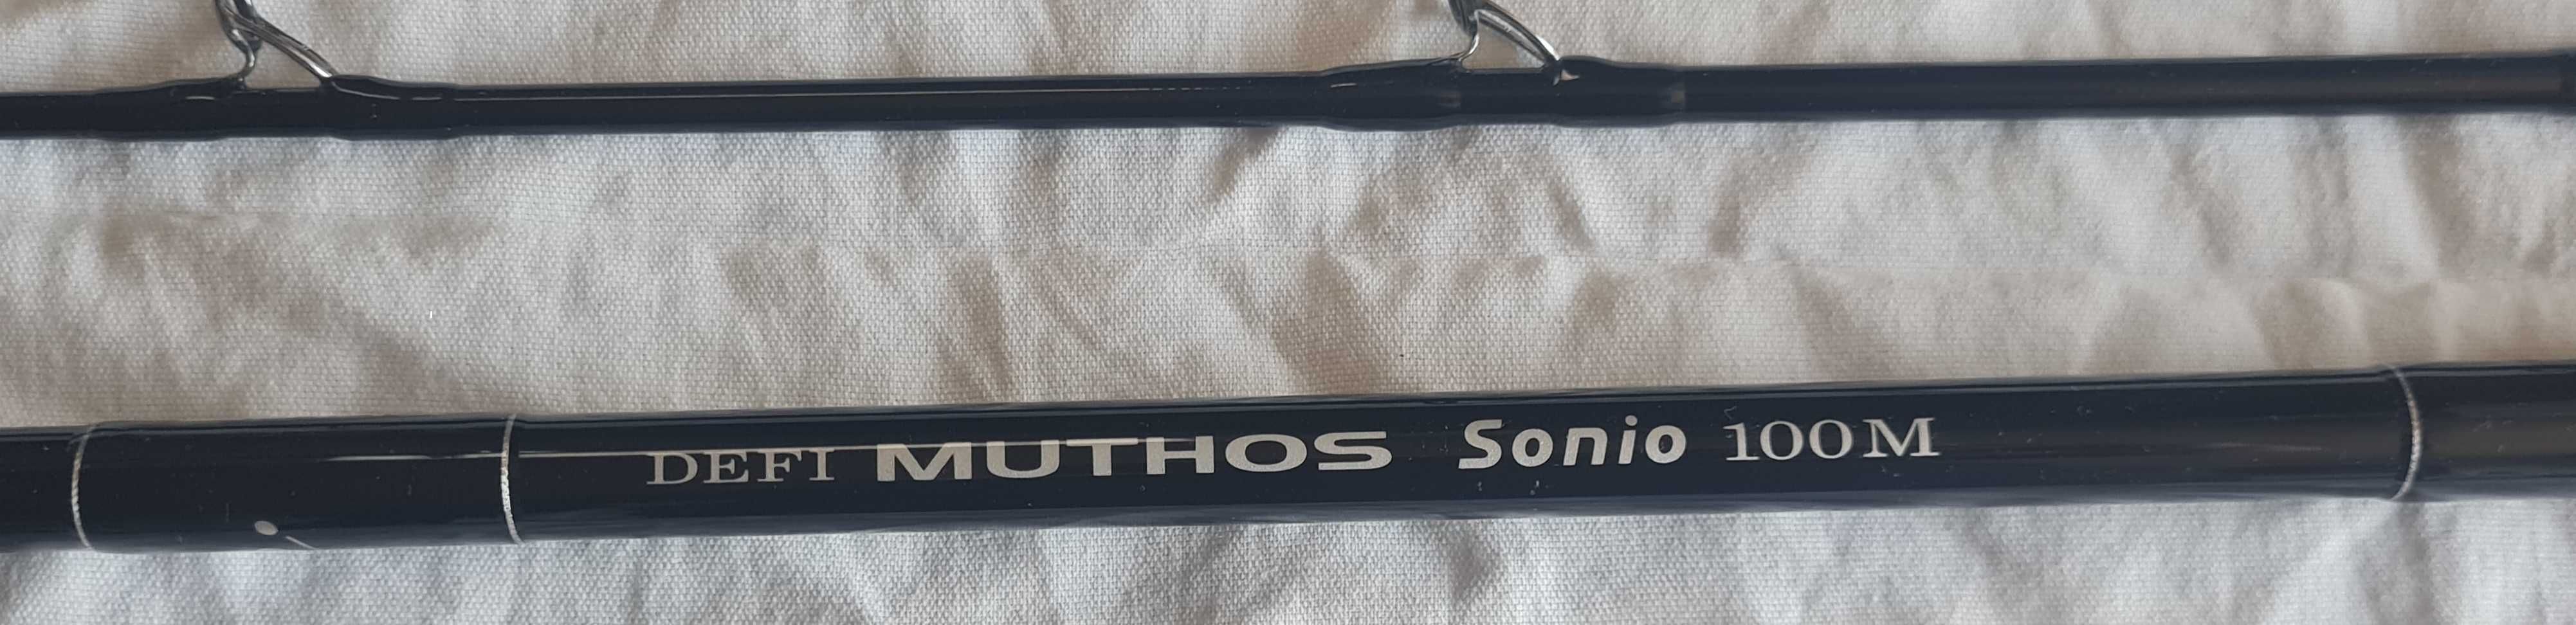 DEFI MUTHOS Sonio 100M